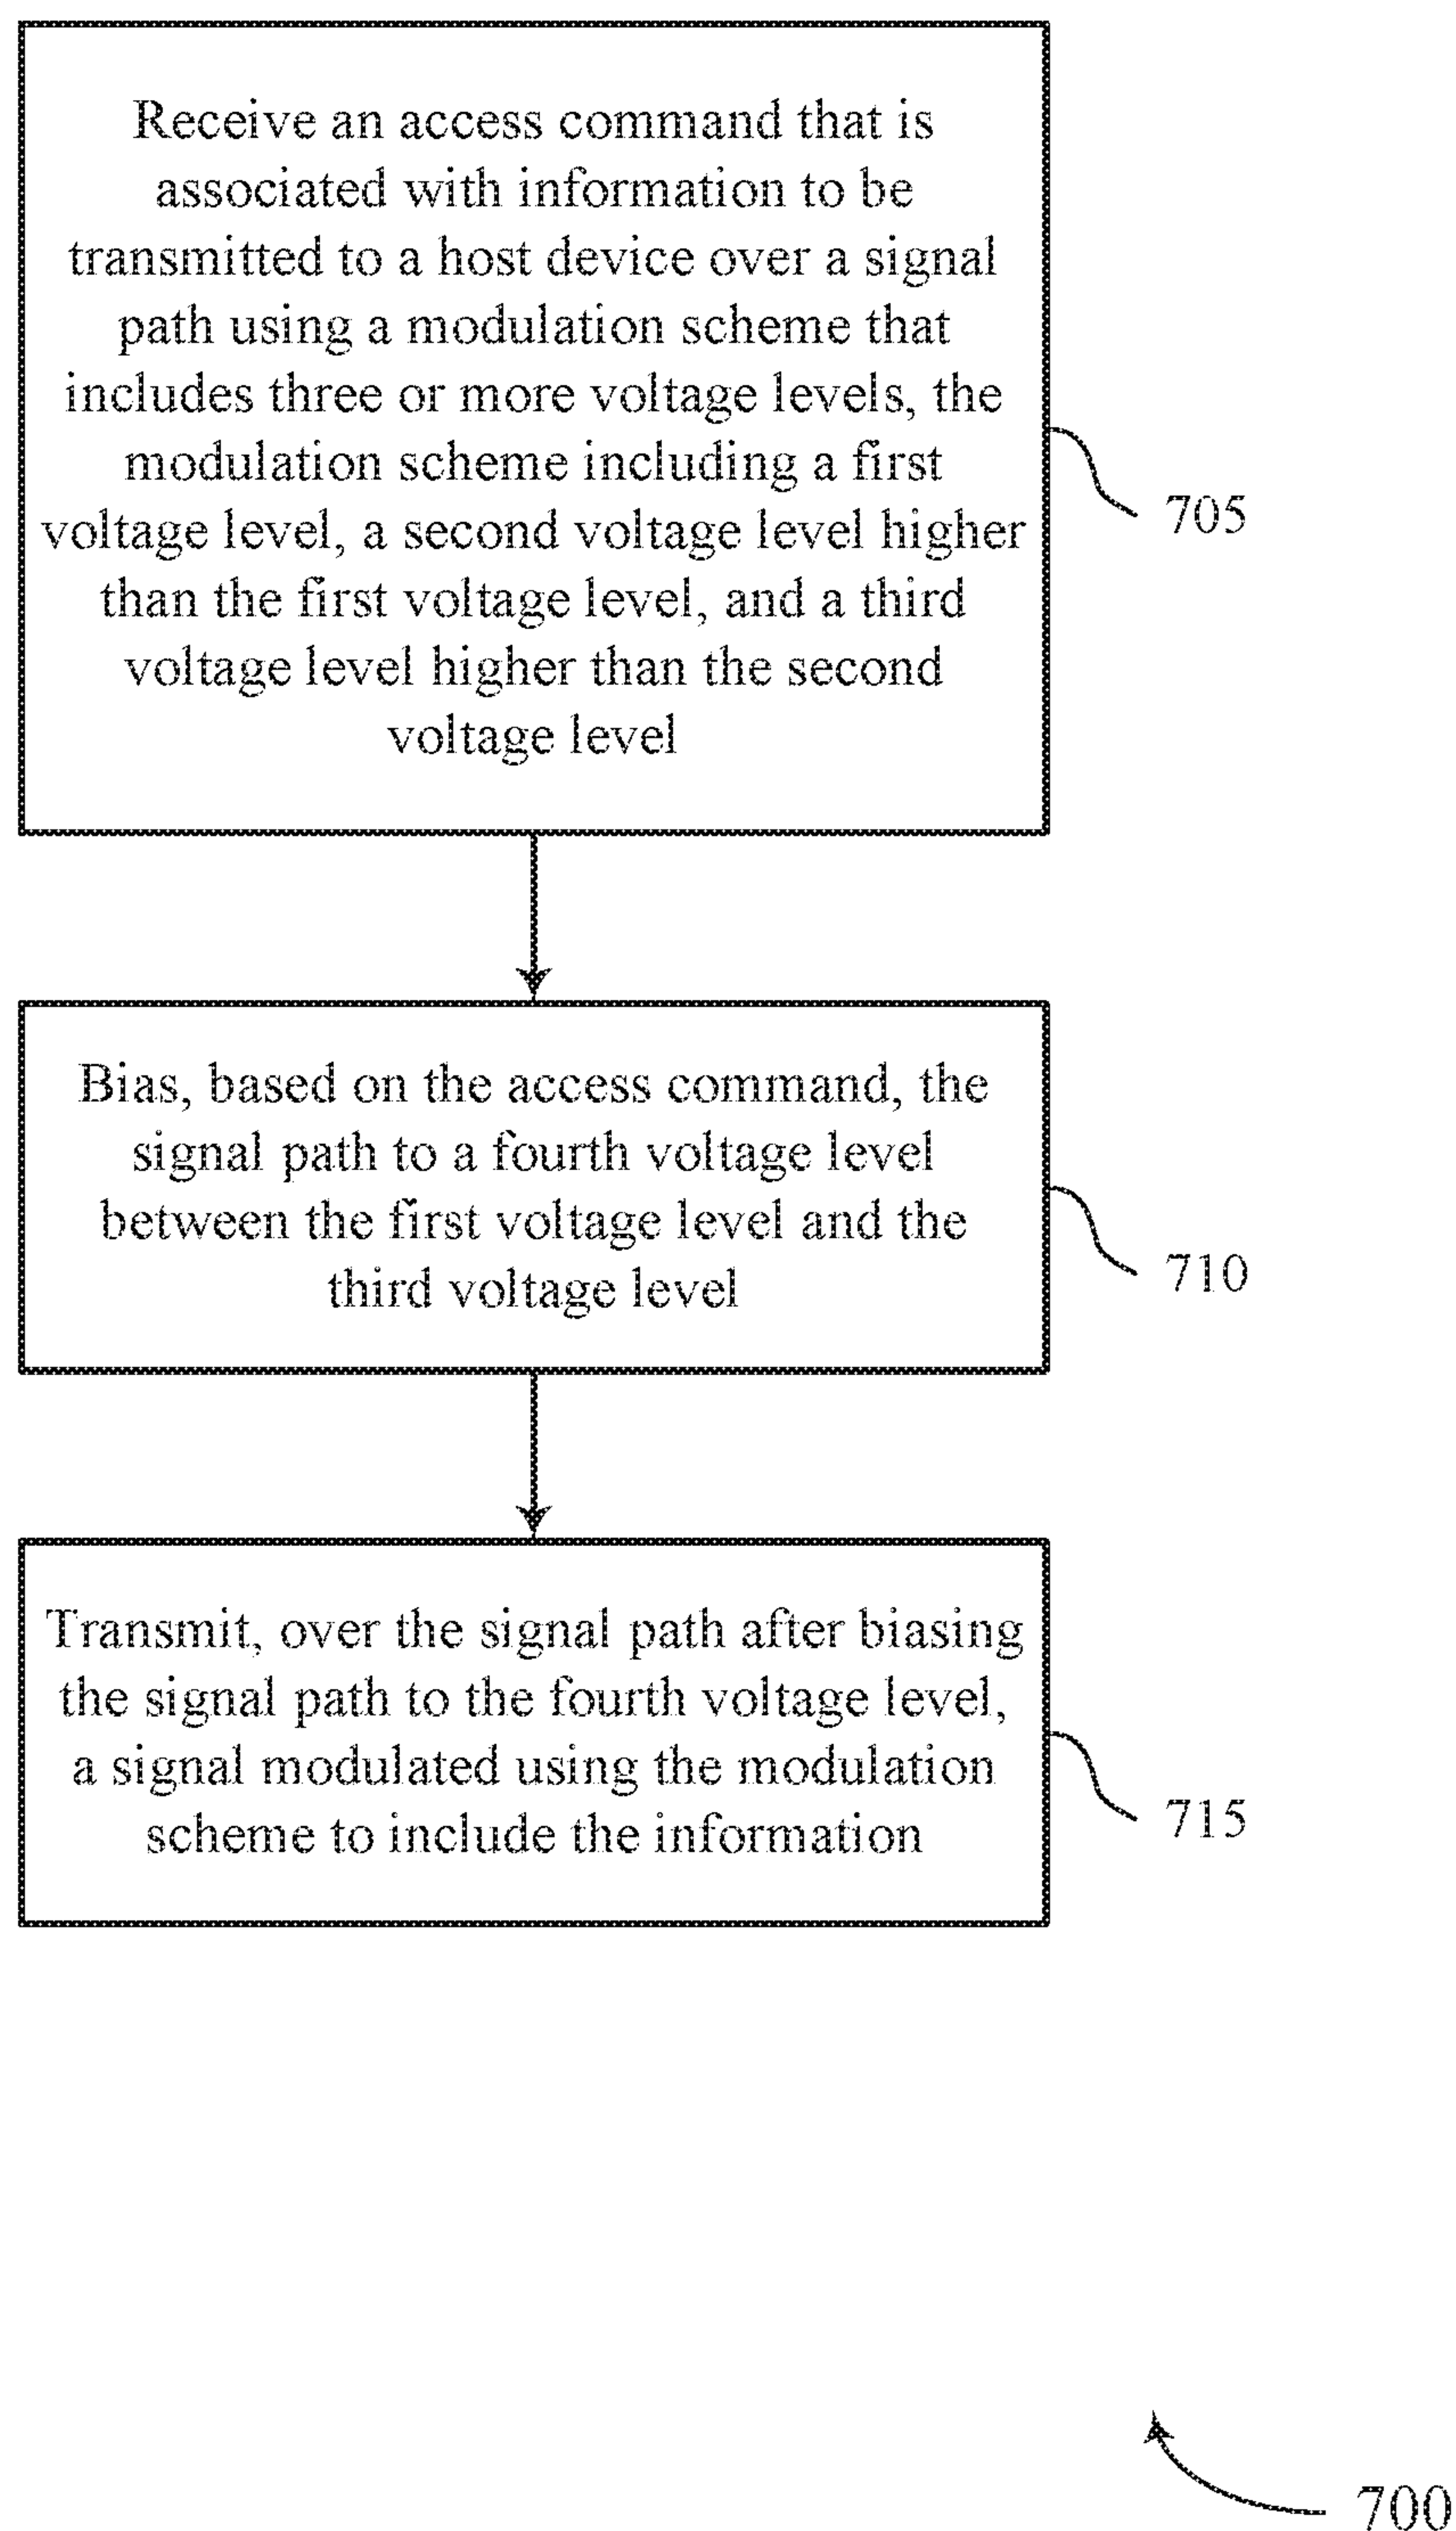 Receive an access command that is
associated with information to be
transmitted to a host device over a signal
path using a modulation scheme that
includes three or more voltage levels, the
modulation scheme including a first
voltage level, a second voltage level higher
than the first voltage level, and a third
voltage level higher than the second
voltage level
705
Bias, based on the access command, the
signal path to a fourth voltage level
between the first voltage level and the
third voltage level
710
Transmit, over the signal path after biasing
the signal path to the fourth voltage level,
a signal modulated using the modulation
scheme to include the information
715
700